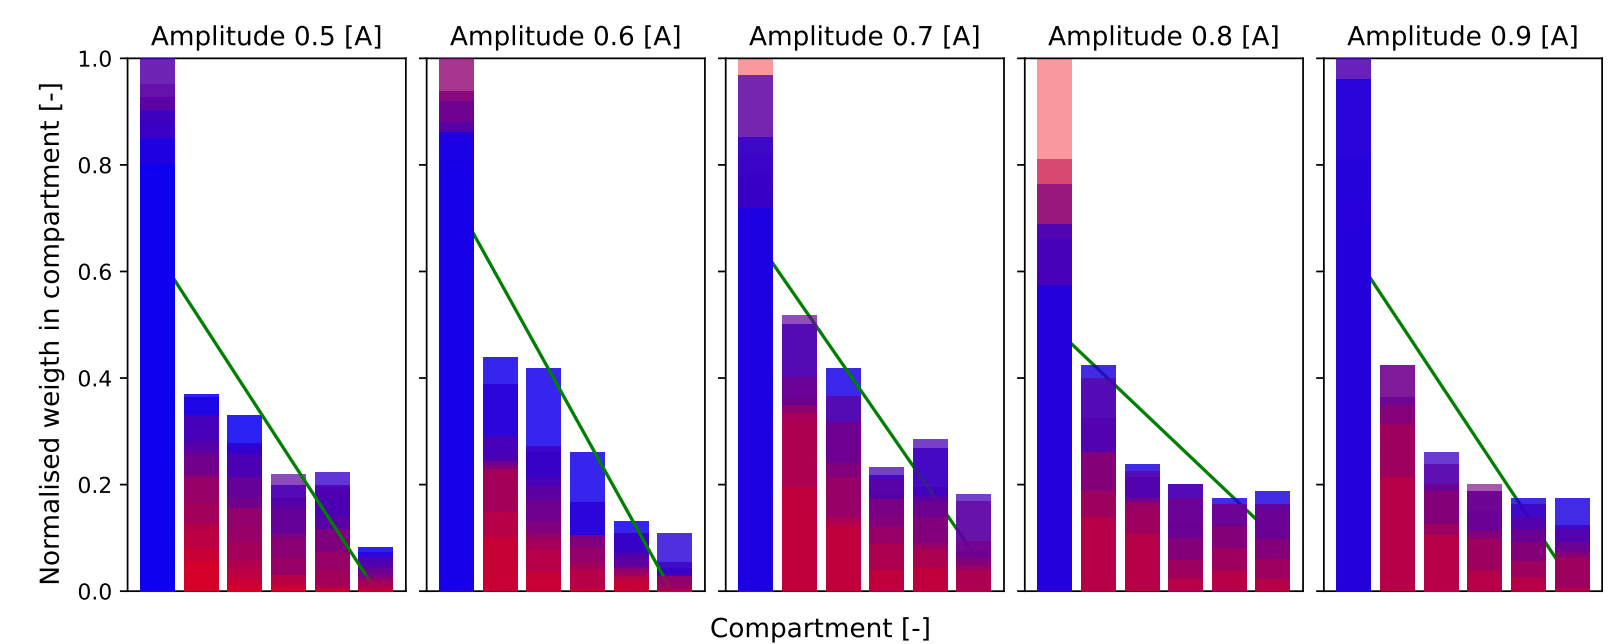 Amplitude 0.5 [A] Amplitude 0.6 [A] Amplitude 0.7 [A] Amplitude 0.8 [A] Amplitude 0.9 [A]
Normalised weigth in compartment [-]
1.0
0.8
0.6
0.4
0.2
0.0
Compartment [-]